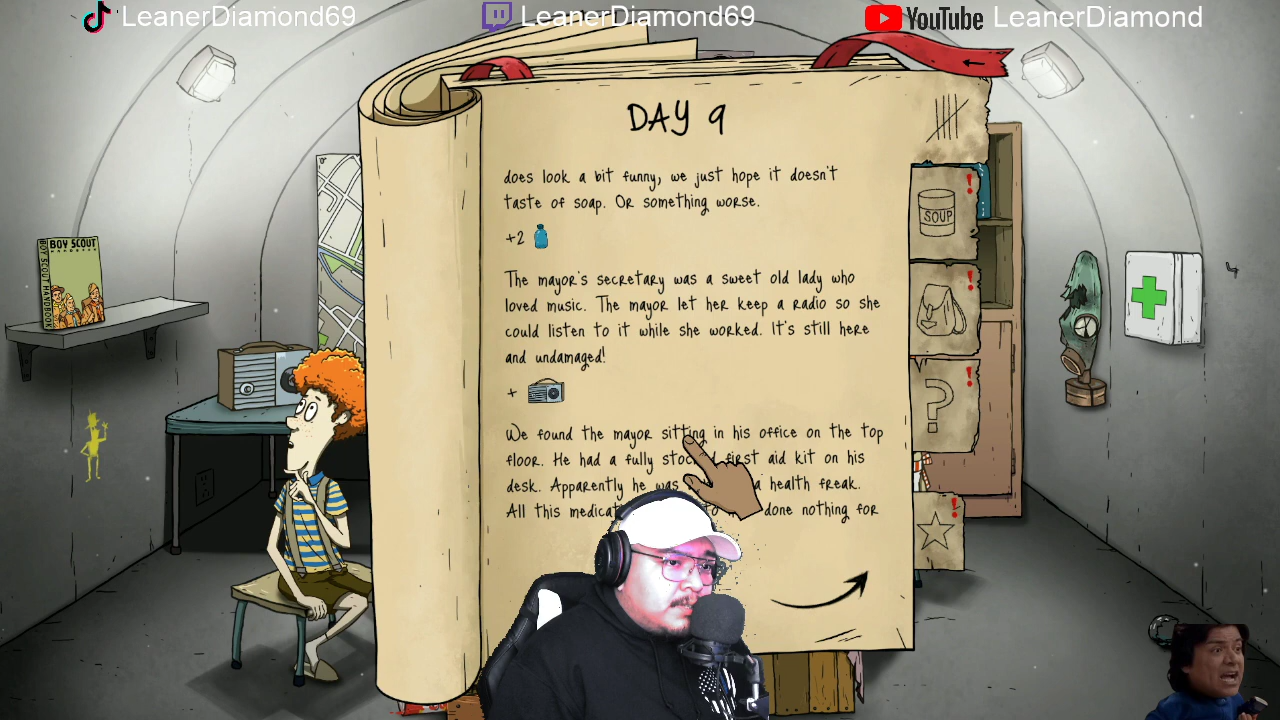 LeanerDiamond69
LeanerDiamond69
YouTube LeanerDiamond
DAY 9
does look a bit funny, we just hope it doesn't
taste of soap. Or something worse.
+2
The mayor's secretary was a sweet old lady who
loved music. The mayor let her keep a radio so she
could listen to it while she worked. It's still here
and undamaged!
+
We found the mayor sitting in his office on the top
floor. He had a fully first aid kit on his
desk. Apparently he was a health freak.
All this done nothing for
SOUP
!
!
?
!
!
BOY SCOUT
BOY SCOUT HANDBOOK